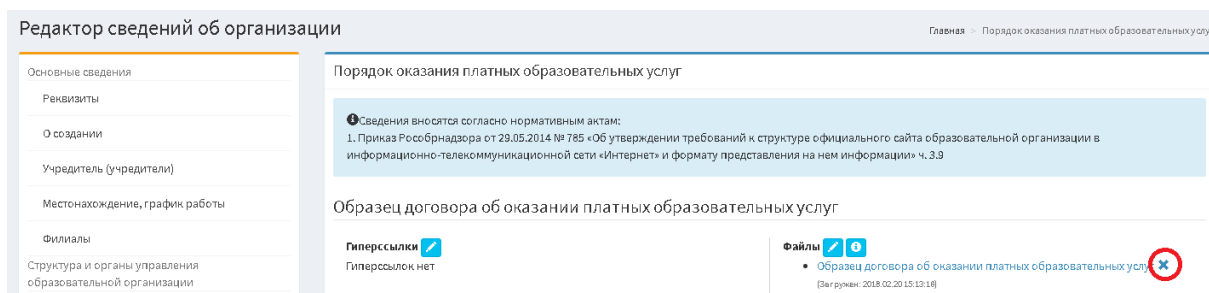 Редактор сведений об организации
Главная > Порядок оказания платных образовательных услу
Основные сведения
Реквизиты
О создании
Учредитель (учредители)
Местонахождение, график работы
Филиалы
Структура и органы управления
образовательной организации
Порядок оказания платных образовательных услуг
Сведения вносятся согласно нормативным актам:
1. Приказ Рособрнадзора от 29.05.2014 № 785 «Об утверждении требований к структуре официального сайта образовательной организации в
информационно-телекоммуникационной сети «Интернет» и формату представления на нем информации» ч. 3.9
Образец договора об оказании платных образовательных услуг
Гиперссылки
Гиперссылок нет
Файлы
Образец договора об оказании платных образовательных услуг
(Загружен: 2018.02.20 15:13:16)